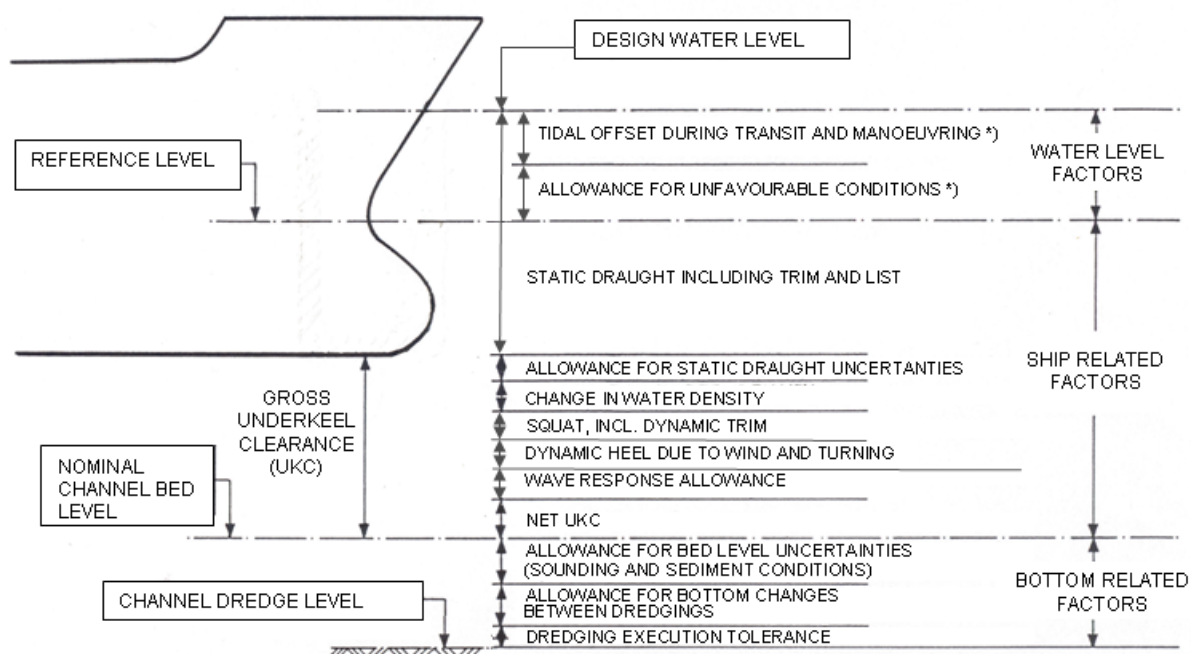 DESIGN WATER LEVEL
TIDAL OFFSET DURING TRANSIT AND MANOEUVRING *)
REFERENCE LEVEL
WATER LEVEL
FACTORS
ALLOWANCE FOR UNFAVOURABLE CONDITIONS *)
STATIC DRAUGHT INCLUDING TRIM AND LIST
ALLOWANCE FOR STATIC DRAUGHT UNCERTANTIES
SHIP RELATED
FACTORS
CHANGE IN WATER DENSITY
GROSS
UNDERKEEL
CLEARANCE
(UKC)
SQUAT, INCL. DYNAMIC TRIM
DYNAMIC HEEL DUE TO WIND AND TURNING
NOMINAL
CHANNEL BED
LEVEL
WAVE RESPONSE ALLOWANCE
NET UKC
ALLOWANCE FOR BED LEVEL UNCERTAINTIES
(SOUNDING AND SEDIMENT CONDITIONS)
BOTTOM RELATED
FACTORS
CHANNEL DREDGE LEVEL
ALLOWANCE FOR BOTTOM CHANGES
BETWEEN DREDGINGS
DREDGING EXECUTION TOLERANCE